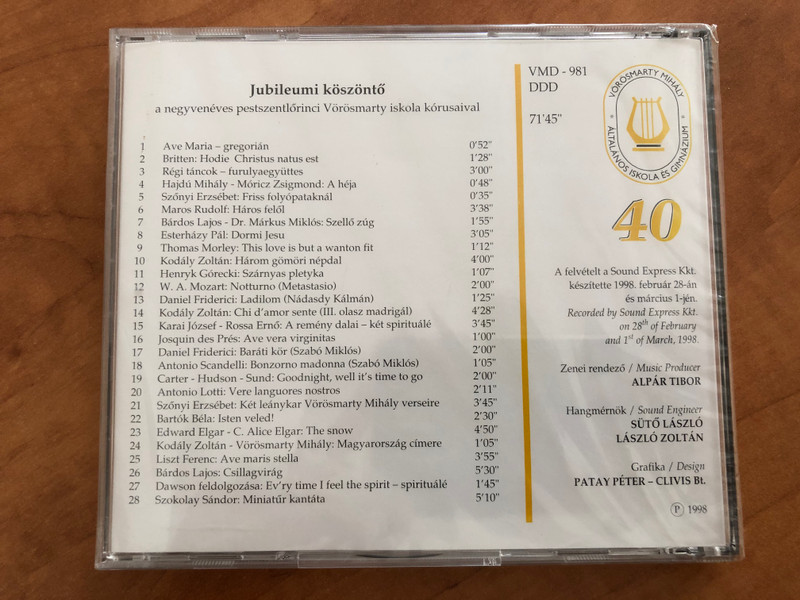 Jubileumi köszöntő
a negyvenéves pestszentlőrinci Vörösmarty iskola kórusaival
1 Ave Maria – gregorián 0'52"
2 Britten: Hodie Christus natus est 1'28"
3 Régi táncok – furulyaegyüttes 3'00"
4 Hajdú Mihály - Móricz Zsigmond: A héja 0'48"
5 Szőnyi Erzsébet: Friss folyópataknál 0'35"
6 Maros Rudolf: Háros felől 3'38"
7 Bárdos Lajos - Dr. Márkus Miklós: Szellő zúg 1'55"
8 Esterházy Pál: Dormi Jesu 3'05"
9 Thomas Morley: This love is but a wanton fit 1'12"
10 Kodály Zoltán: Három gömöri népdal 4'00"
11 Henryk Górecki: Szárnyas pletyka 1'07"
12 W. A. Mozart: Notturno (Metastasio) 2'00"
13 Daniel Friderici: Ladilom (Nádasdy Kálmán) 1'25"
14 Kodály Zoltán: Chi d'amor sente (III. olasz madrigál) 4'28"
15 Karai József - Rossa Ernő: A remény dalai – két spirituálé 3'45"
16 Josquin des Prés: Ave vera virginitas 1'00"
17 Daniel Friderici: Baráti kör (Szabó Miklós) 2'00"
18 Antonio Scandelli: Bonzorno madonna (Szabó Miklós) 1'05"
19 Carter - Hudson - Sund: Goodnight, well it's time to go 2'00"
20 Antonio Lotti: Vere languores nostros 2'11"
21 Szőnyi Erzsébet: Két leánykar Vörösmarty Mihály verseire 3'45"
22 Bartók Béla: Isten veled! 2'30"
23 Edward Elgar - C. Alice Elgar: The snow 4'50"
24 Kodály Zoltán - Vörösmarty Mihály: Magyarország címere 1'05"
25 Liszt Ferenc: Ave maris stella 3'55"
26 Bárdos Lajos: Csillagvirág 5'30"
27 Dawson feldolgozása: Ev'ry time I feel the spirit – spirituálé 1'45"
28 Szokolay Sándor: Miniatűr kantáta 5'10"
VMD - 981
DDD
71'45"
VÖRÖSMARTY MIHÁLY
ÁLTALÁNOS ISKOLA ÉS GIMNÁZIUM
40
A felvételt a Sound Express Kkt.
készítette 1998. február 28-án
és március 1-jén.
Recorded by Sound Express Kkt.
on 28th of February
and 1st of March, 1998.
Zenei rendező / Music Producer
ALPÁR TIBOR
Hangmérnök / Sound Engineer
SÜTŐ LÁSZLÓ
LÁSZLÓ ZOLTÁN
Grafika / Design
PATAY PÉTER – CLIVIS Bt.
℗ 1998